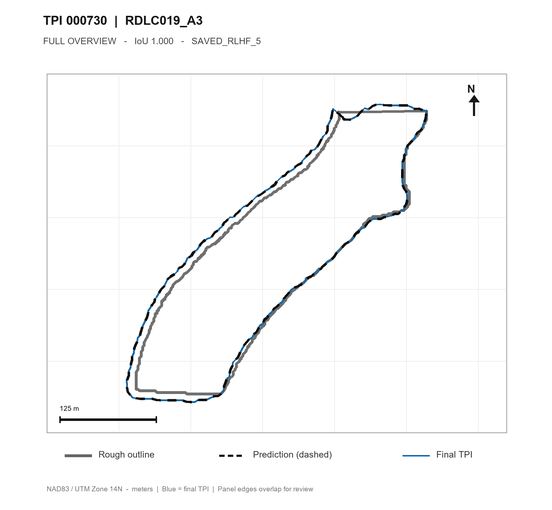 TPI 000730 | RDLC019_A3
FULL OVERVIEW - IoU 1.000 - SAVED_RLHF_5
N
125 m
Rough outline Prediction (dashed) Final TPI
NAD83 / UTM Zone 14N - meters | Blue = final TPI | Panel edges overlap for review